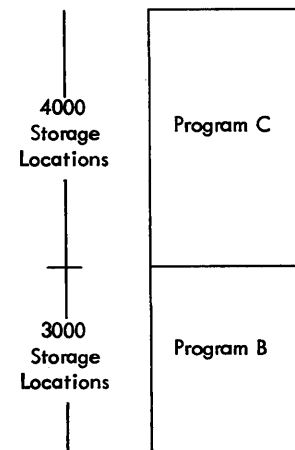 4000
Storage
Locations
Program C
3000
Storage
Locations
Program B